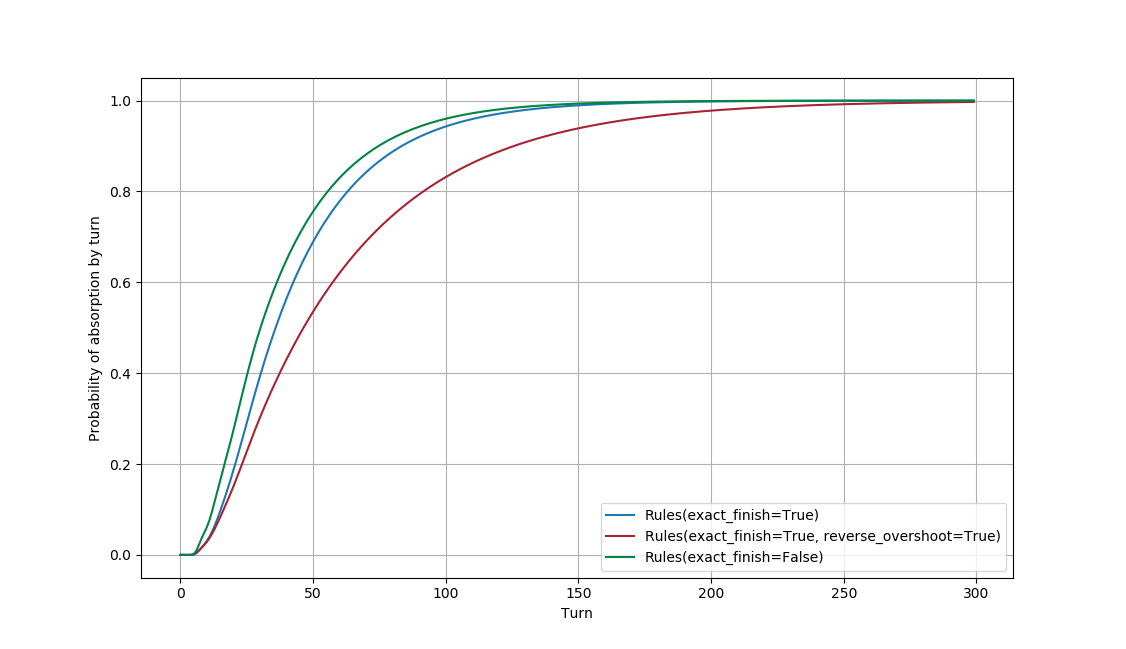 Probability of absorption by turn
1.0
0.8
0.6
0.4
0.2
0.0
Rules(exact_finish=True)
Rules(exact_finish=True, reverse_overshoot=True)
Rules(exact_finish=False)
0 50 100 150 200 250 300
Turn